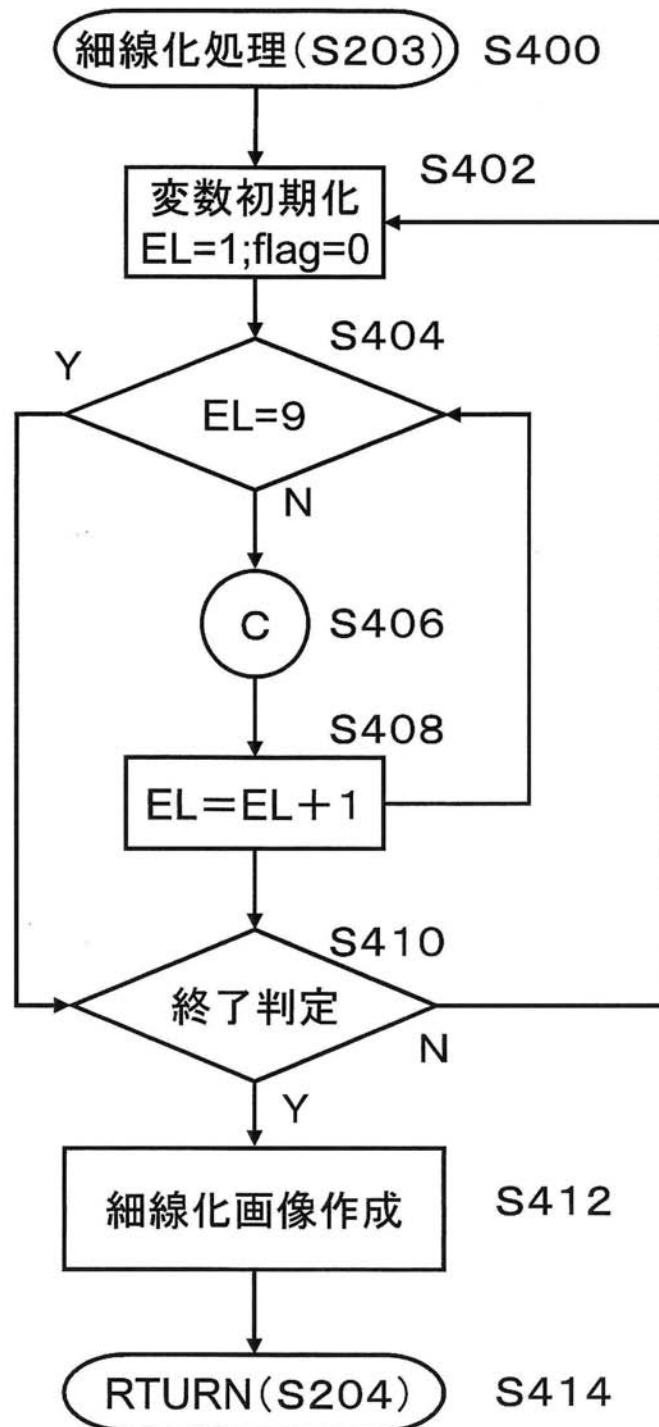 細線化処理(S203) S400
S402
変数初期化
EL=1;flag=0
S404
Y
EL=9
N
C S406
S408
EL=EL+1
S410
終了判定
N
Y
細線化画像作成 S412
RTURN(S204) S414